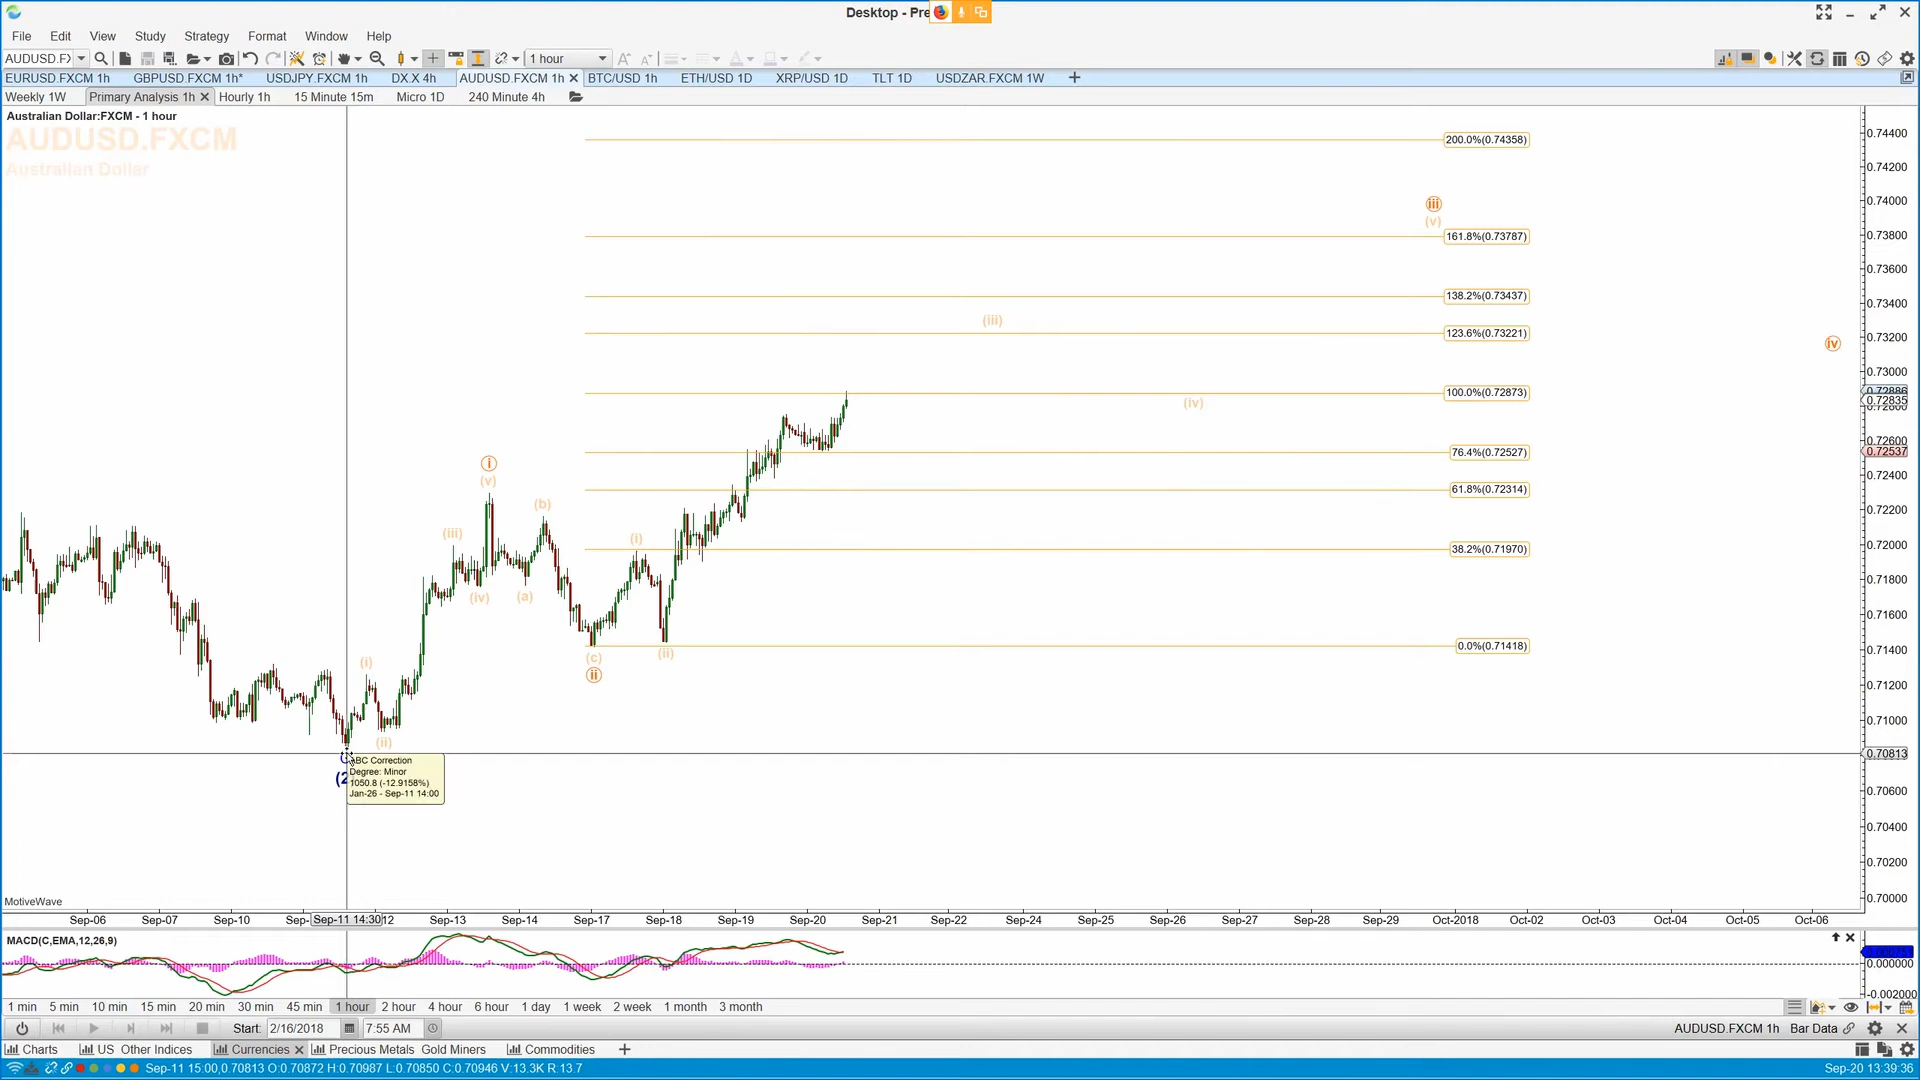 Desktop - Pre
File Edit View Study Strategy Format Window Help
AUDUSD.FX 1 hour
EURUSD.FXCM 1h GBPUSD.FXCM 1h* USDJPY.FXCM 1h DX.X 4h AUDUSD.FXCM 1h BTC/USD 1h ETH/USD 1D XRP/USD 1D TLT 1D USDZAR.FXCM 1W
Weekly 1W Primary Analysis 1h Hourly 1h 15 Minute 15m Micro 1D 240 Minute 4h
Australian Dollar:FXCM - 1 hour
AUDUSD.FXCM
Australian Dollar
200.0%(0.74358)
161.8%(0.73787)
138.2%(0.73437)
123.6%(0.73221)
100.0%(0.72873)
76.4%(0.72527)
61.8%(0.72314)
38.2%(0.71970)
0.0%(0.71418)
iii
(v)
(iii)
iv
(iv)
i
(v)
(b)
(iii)
(i)
(iv)
(a)
(c)
(ii)
ii
(i)
(ii)
(2
ABC Correction
Degree: Minor
1050.8 (-12.9158%)
Jan-26 - Sep-11 14:00
0.74400
0.74200
0.74000
0.73800
0.73600
0.73400
0.73200
0.73000
0.72886
0.72835
0.72800
0.72600
0.72537
0.72400
0.72200
0.72000
0.71800
0.71600
0.71400
0.71200
0.71000
0.70813
0.70600
0.70400
0.70200
0.70000
MotiveWave
Sep-06 Sep-07 Sep-10 Sep- Sep-11 14:30 12 Sep-13 Sep-14 Sep-17 Sep-18 Sep-19 Sep-20 Sep-21 Sep-22 Sep-24 Sep-25 Sep-26 Sep-27 Sep-28 Sep-29 Oct-2018 Oct-02 Oct-03 Oct-04 Oct-05 Oct-06
MACD(C,EMA,12,26,9)
0.000000
-0.002000
1 min 5 min 10 min 15 min 20 min 30 min 45 min 1 hour 2 hour 4 hour 6 hour 1 day 1 week 2 week 1 month 3 month
Start: 2/16/2018 7:55 AM AUDUSD.FXCM 1h Bar Data
Charts US Other Indices Currencies Precious Metals Gold Miners Commodities
Sep-11 15:00,0.70813 O:0.70872 H:0.70987 L:0.70850 C:0.70946 V:13.3K R:13.7 Sep-20 13:39:36